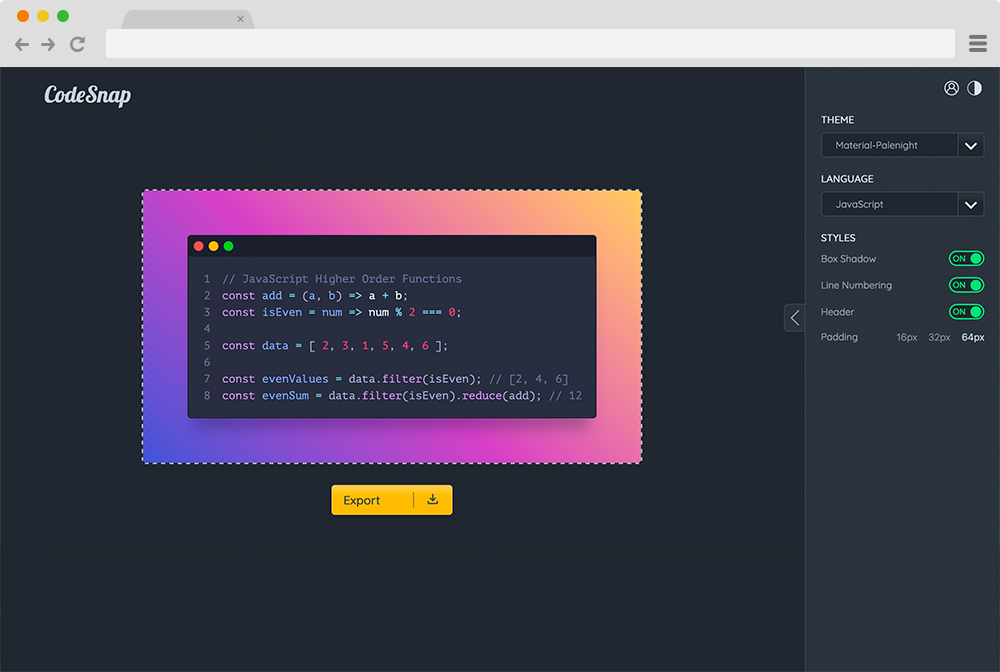 CodeSnap
THEME
Material-Palenight
LANGUAGE
JavaScript
STYLES
Box Shadow ON
Line Numbering ON
Header ON
Padding 16px 32px 64px
1 // JavaScript Higher Order Functions
2 const add = (a, b) => a + b;
3 const isEven = num => num % 2 === 0;
4
5 const data = [ 2, 3, 1, 5, 4, 6 ];
6
7 const evenValues = data.filter(isEven); // [2, 4, 6]
8 const evenSum = data.filter(isEven).reduce(add); // 12
Export